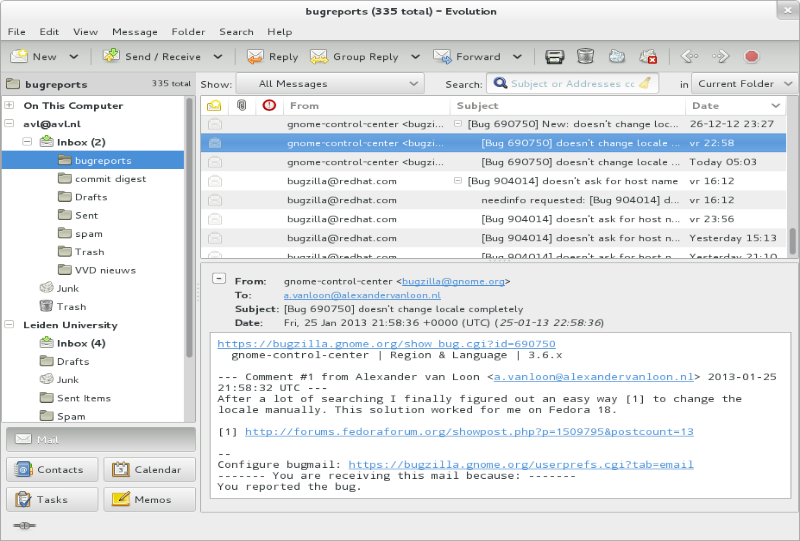 bugreports (335 total) – Evolution
File Edit View Message Folder Search Help
New Send / Receive Reply Group Reply Forward
bugreports 335 total Show: All Messages Search: Subject or Addresses cc in Current Folder
On This Computer
avl@avl.nl
Inbox (2)
bugreports
commit digest
Drafts
Sent
spam
Trash
VVD nieuws
Junk
Trash
Leiden University
Inbox (4)
Drafts
Junk
Sent Items
Spam
Mail
Contacts Calendar
Tasks Memos
From Subject Date
gnome-control-center <bugzi... [Bug 690750] New: doesn't change loc... 26-12-12 23:27
gnome-control-center <bugzi... [Bug 690750] doesn't change locale ... vr 22:58
gnome-control-center <bugzi... [Bug 690750] doesn't change locale ... Today 05:03
bugzilla@redhat.com [Bug 904014] doesn't ask for host name vr 16:12
bugzilla@redhat.com needinfo requested: [Bug 904014] d... vr 16:12
bugzilla@redhat.com [Bug 904014] doesn't ask for host n... vr 23:56
bugzilla@redhat.com [Bug 904014] doesn't ask for host n... Yesterday 15:13
bugzilla@redhat.com [Bug 904014] doesn't ask for host n... Yesterday 21:10
From: gnome-control-center <bugzilla@gnome.org>
To: a.vanloon@alexandervanloon.nl
Subject: [Bug 690750] doesn't change locale completely
Date: Fri, 25 Jan 2013 21:58:36 +0000 (UTC) (25-01-13 22:58:36)
https://bugzilla.gnome.org/show_bug.cgi?id=690750
gnome-control-center | Region & Language | 3.6.x
--- Comment #1 from Alexander van Loon <a.vanloon@alexandervanloon.nl> 2013-01-25
21:58:32 UTC ---
After a lot of searching I finally figured out an easy way [1] to change the
locale manually. This solution worked for me on Fedora 18.
[1] http://forums.fedoraforum.org/showpost.php?p=1509795&postcount=13
--
Configure bugmail: https://bugzilla.gnome.org/userprefs.cgi?tab=email
------- You are receiving this mail because: -------
You reported the bug.